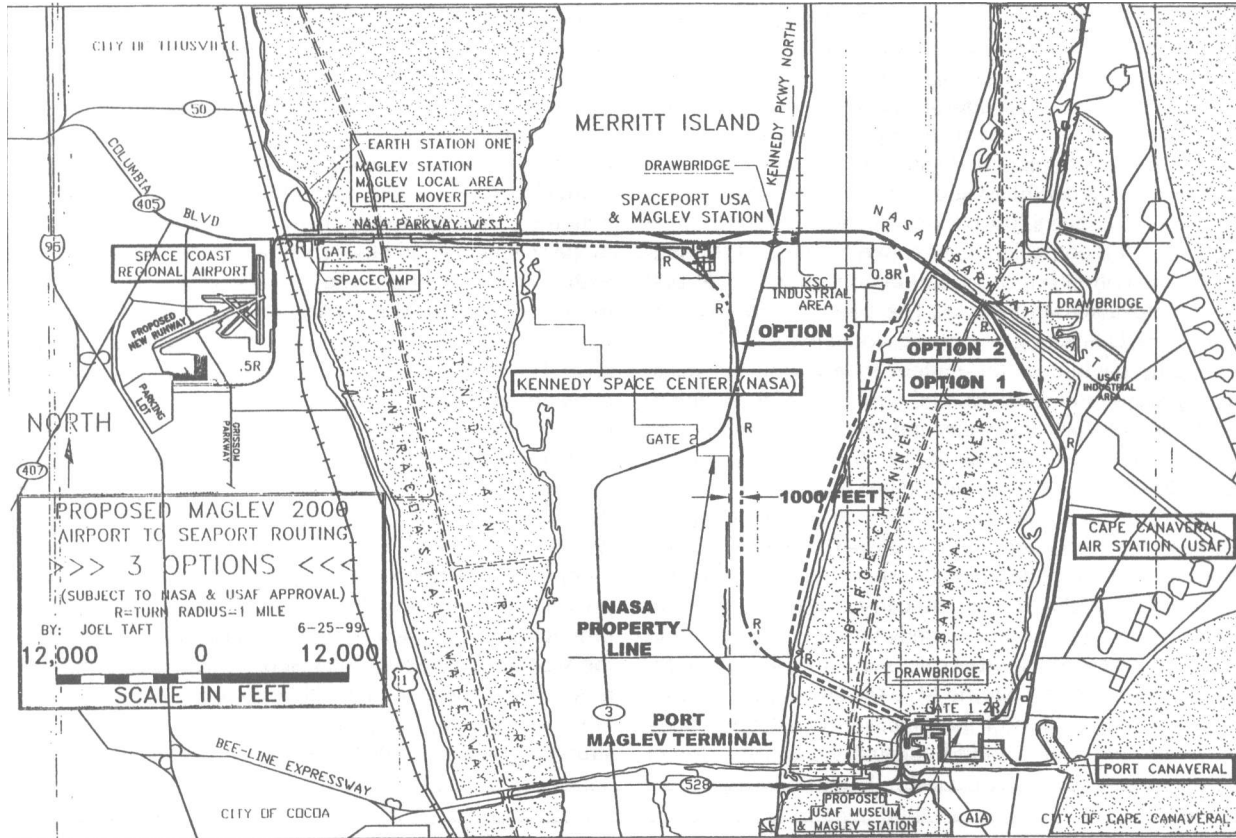 CITY OF TITUSVILLE
50
COLUMBIA
BLVD
405
95
SPACE COAST
REGIONAL AIRPORT
PROPOSED
NEW RUNWAY
.5R
PARKING
LOT
GRISSOM
PARKWAY
NORTH
407
EARTH STATION ONE
MAGLEV STATION
MAGLEV LOCAL AREA
PEOPLE MOVER
NASA PARKWAY WEST
GATE 3
SPACECAMP
MERRITT ISLAND
DRAWBRIDGE
SPACEPORT USA
& MAGLEV STATION
KENNEDY PKWY NORTH
NASA PARKWAY EAST
R
R
0.8R
KSC
INDUSTRIAL
AREA
R
R
R
DRAWBRIDGE
OPTION 3
OPTION 2
OPTION 1
USAF
INDUSTRIAL
AREA
KENNEDY SPACE CENTER (NASA)
GATE 2
R
R
R
1000 FEET
INTRACOASTAL WATERWAY
INDIAN RIVER
BARGE CHANNEL
BANANA RIVER
CAPE CANAVERAL
AIR STATION (USAF)
PROPOSED MAGLEV 2000
AIRPORT TO SEAPORT ROUTING
>>> 3 OPTIONS <<<
(SUBJECT TO NASA & USAF APPROVAL)
R=TURN RADIUS=1 MILE
BY: JOEL TAFT 6-25-99
12,000 0 12,000
SCALE IN FEET
NASA
PROPERTY
LINE
R
R
DRAWBRIDGE
GATE 1
.2R
3
PORT
MAGLEV TERMINAL
BEE-LINE EXPRESSWAY
528
PORT CANAVERAL
CITY OF COCOA
PROPOSED
USAF MUSEUM
& MAGLEV STATION
A1A
CITY OF CAPE CANAVERAL